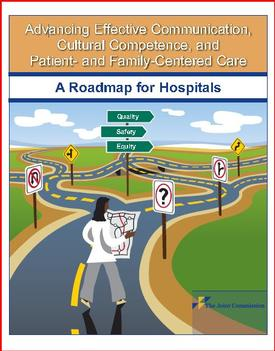 Advancing Effective Communication,
Cultural Competence, and
Patient- and Family-Centered Care
A Roadmap for Hospitals
Quality
Safety
Equity
?
The Joint Commission